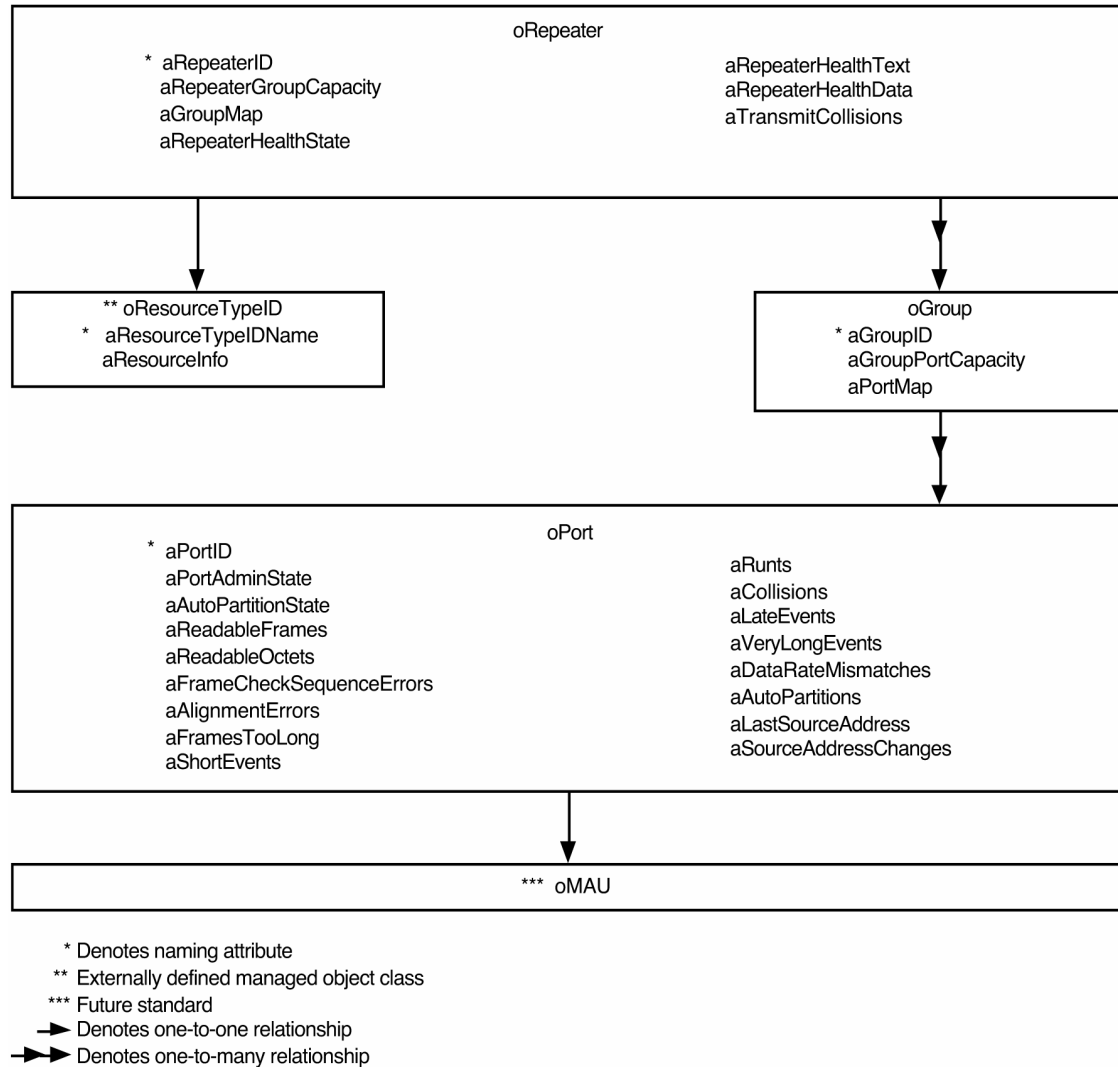 oRepeater
* aRepeaterID
aRepeaterGroupCapacity
aGroupMap
aRepeaterHealthState
aRepeaterHealthText
aRepeaterHealthData
aTransmitCollisions
** oResourceTypeID
* aResourceTypeIDName
aResourceInfo
oGroup
* aGroupID
aGroupPortCapacity
aPortMap
oPort
* aPortID
aPortAdminState
aAutoPartitionState
aReadableFrames
aReadableOctets
aFrameCheckSequenceErrors
aAlignmentErrors
aFramesTooLong
aShortEvents
aRunts
aCollisions
aLateEvents
aVeryLongEvents
aDataRateMismatches
aAutoPartitions
aLastSourceAddress
aSourceAddressChanges
*** oMAU
* Denotes naming attribute
** Externally defined managed object class
*** Future standard
Denotes one-to-one relationship
Denotes one-to-many relationship